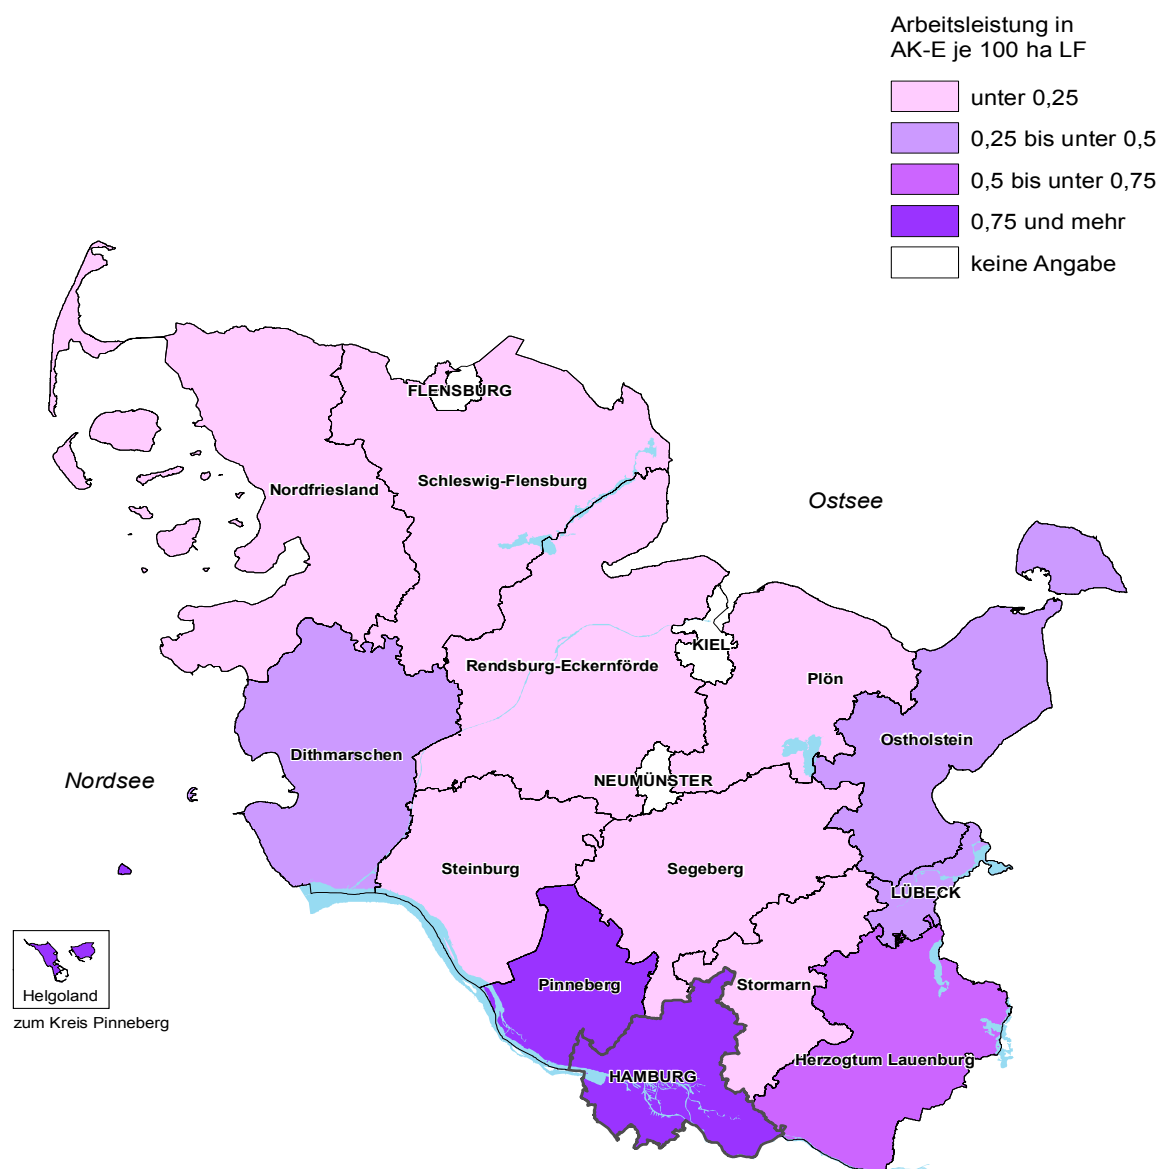 Arbeitsleistung in
AK-E je 100 ha LF
unter 0,25
0,25 bis unter 0,5
0,5 bis unter 0,75
0,75 und mehr
keine Angabe
FLENSBURG
Schleswig-Flensburg
Nordfriesland
Ostsee
KIEL
Rendsburg-Eckernförde
Plön
Ostholstein
Dithmarschen
Nordsee
NEUMÜNSTER
Steinburg
Segeberg
LÜBECK
Pinneberg
Stormarn
Helgoland
zum Kreis Pinneberg
Herzogtum Lauenburg
HAMBURG